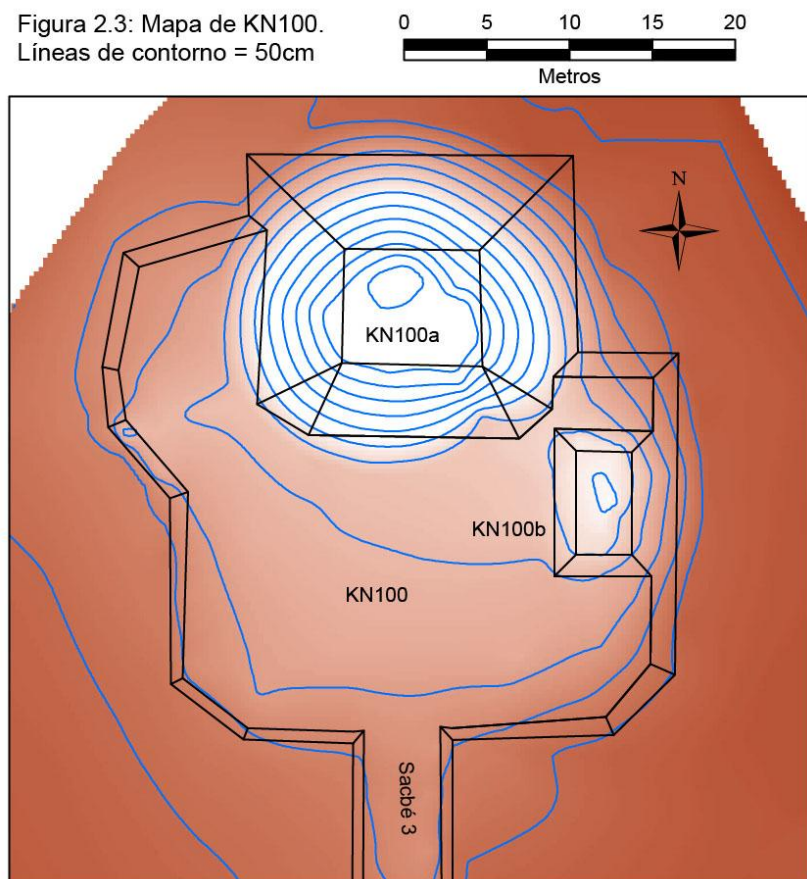 Figura 2.3: Mapa de KN100.
Líneas de contorno = 50cm
0 5 10 15 20
Metros
N
KN100a
KN100b
KN100
Sacbé 3